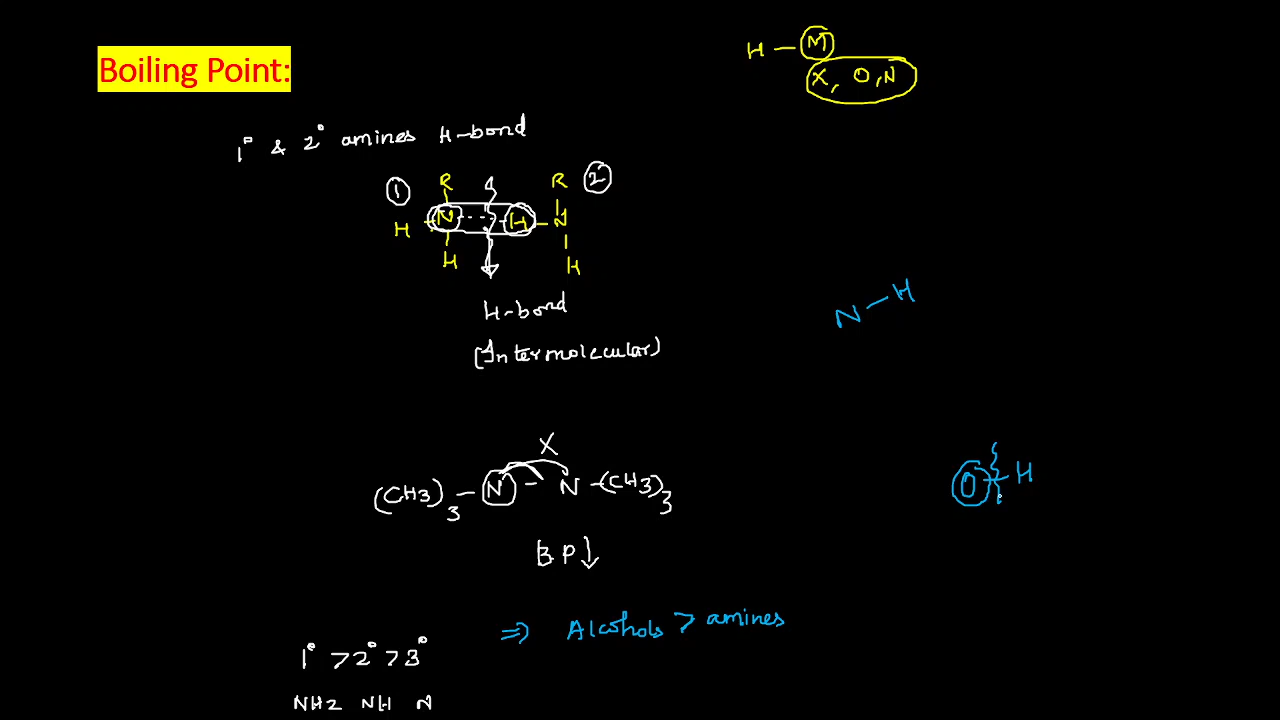 Boiling Point:
H – M
X, O, N
1° & 2° amines H-bond
① R R ②
H – N ---- H – N
H H
H-bond
(Intermolecular)
N – H
X
(CH3)3 – N – N – (CH3)3
O – H
B.P ↓
⇒ Alcohols > amines
1° > 2° > 3°
NH2 NH N